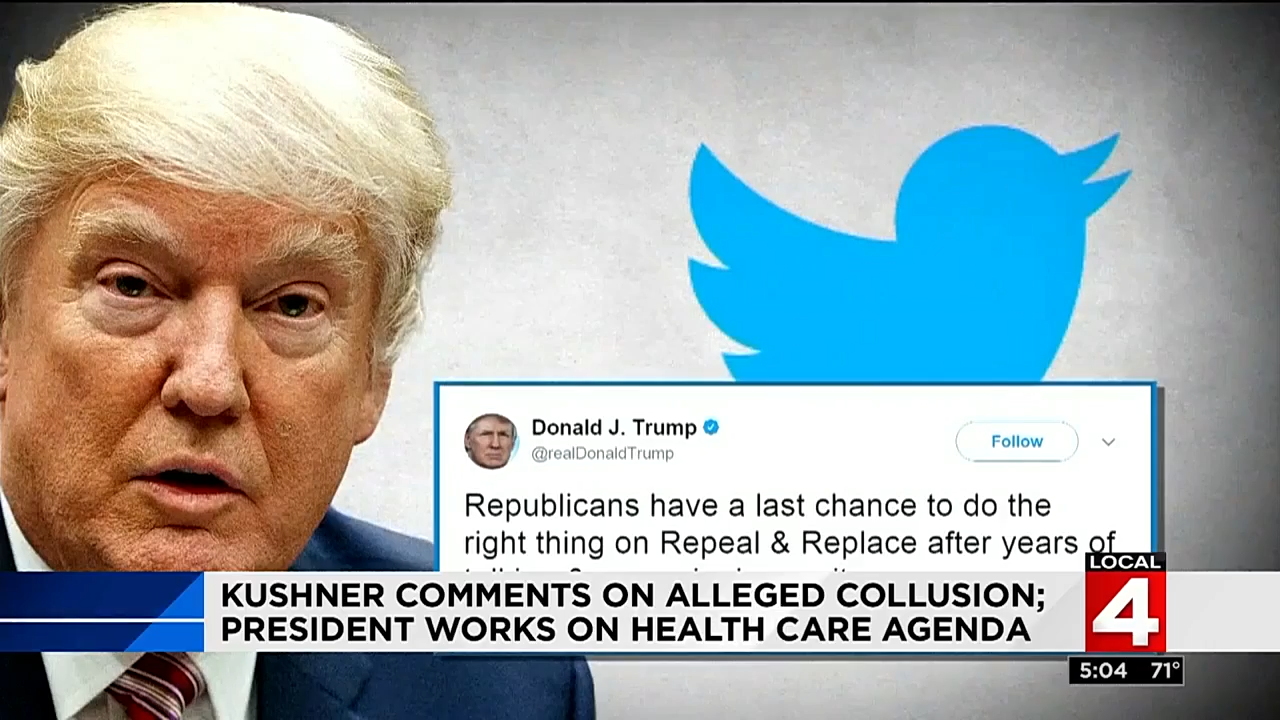 Donald J. Trump
@realDonaldTrump
Follow
Republicans have a last chance to do the
right thing on Repeal & Replace after years of
KUSHNER COMMENTS ON ALLEGED COLLUSION;
PRESIDENT WORKS ON HEALTH CARE AGENDA
LOCAL
4
5:04 71°